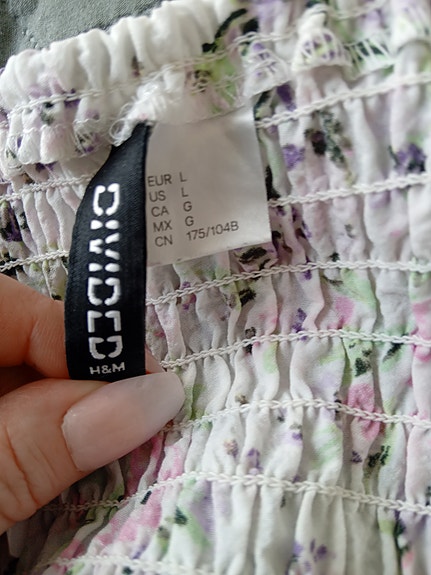 DIVIDED
H&M
EUR L
US L
CA G
MX G
CN 175/104B